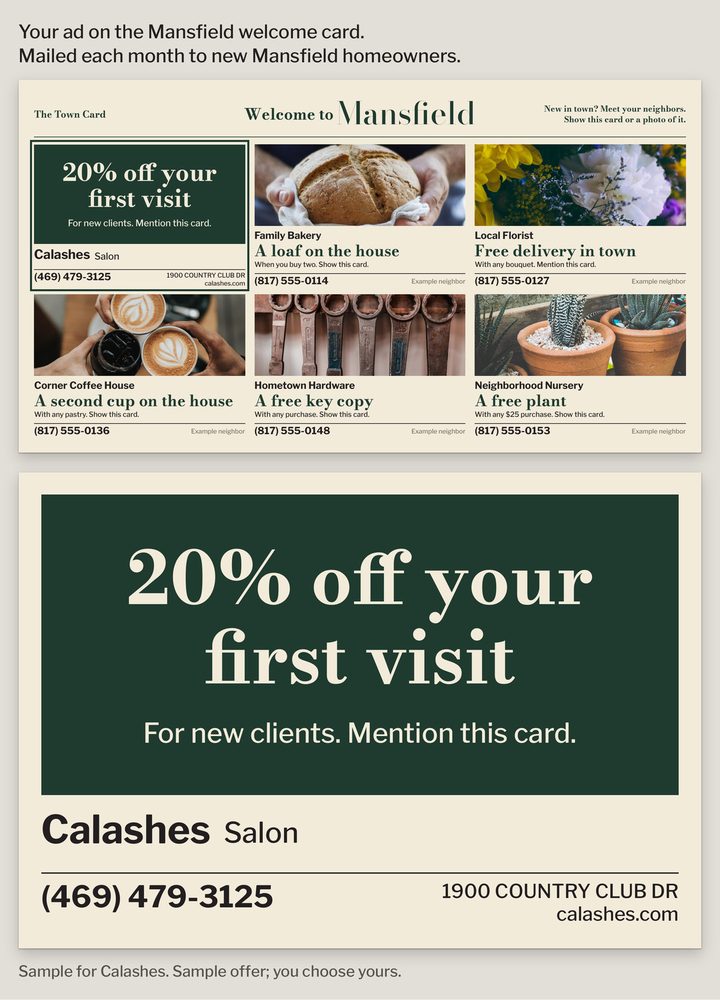 Your ad on the Mansfield welcome card.
Mailed each month to new Mansfield homeowners.
The Town Card
Welcome to Mansfield
New in town? Meet your neighbors.
Show this card or a photo of it.
20% off your
first visit
For new clients. Mention this card.
Calashes Salon
(469) 479-3125
1900 COUNTRY CLUB DR
calashes.com
Family Bakery
A loaf on the house
When you buy two. Show this card.
(817) 555-0114
Example neighbor
Local Florist
Free delivery in town
With any bouquet. Mention this card.
(817) 555-0127
Example neighbor
Corner Coffee House
A second cup on the house
With any pastry. Show this card.
(817) 555-0136
Example neighbor
Hometown Hardware
A free key copy
With any purchase. Show this card.
(817) 555-0148
Example neighbor
Neighborhood Nursery
A free plant
With any $25 purchase. Show this card.
(817) 555-0153
Example neighbor
20% off your
first visit
For new clients. Mention this card.
Calashes Salon
(469) 479-3125
1900 COUNTRY CLUB DR
calashes.com
Sample for Calashes. Sample offer; you choose yours.